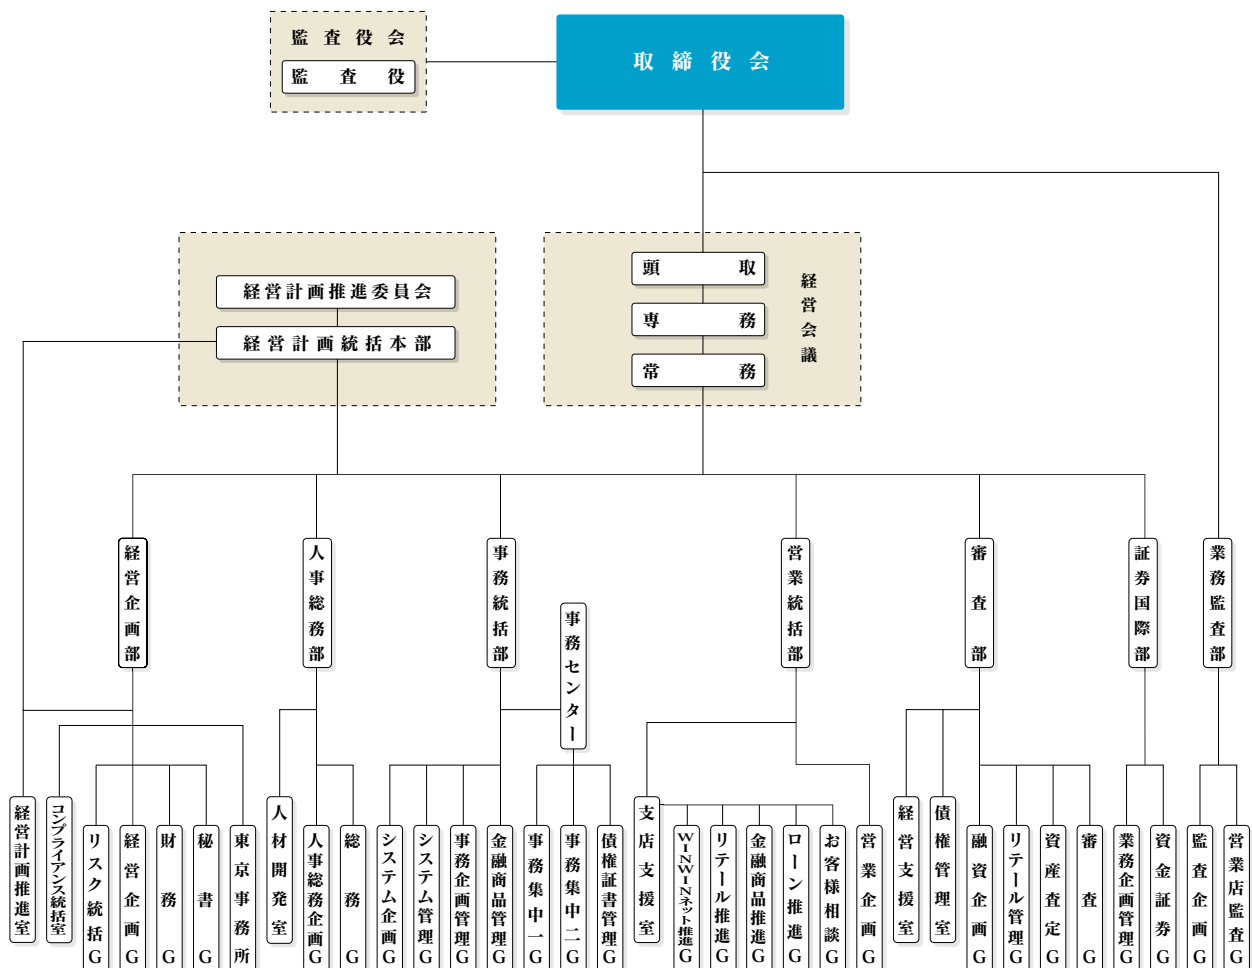 監査役会
監査役
取締役会
経営計画推進委員会
経営計画統括本部
頭取
専務
常務
経営会議
経営企画部
人事総務部
事務統括部
事務センター
営業統括部
審査部
証券国際部
業務監査部
経営計画推進室
コンプライアンス統括室
リスク統括G
経営企画G
財務G
秘書G
東京事務所
人材開発室
人事総務企画G
総務G
システム企画G
システム管理G
事務企画管理G
金融商品管理G
事務集中一G
事務集中二G
債権証書管理G
支店支援室
WINWINネット推進G
リテール推進G
金融商品推進G
ローン推進G
お客様相談G
営業企画G
経営支援室
債権管理室
融資企画G
リテール管理G
資産査定G
審査G
業務企画管理G
資金証券G
監査企画G
営業店監査G